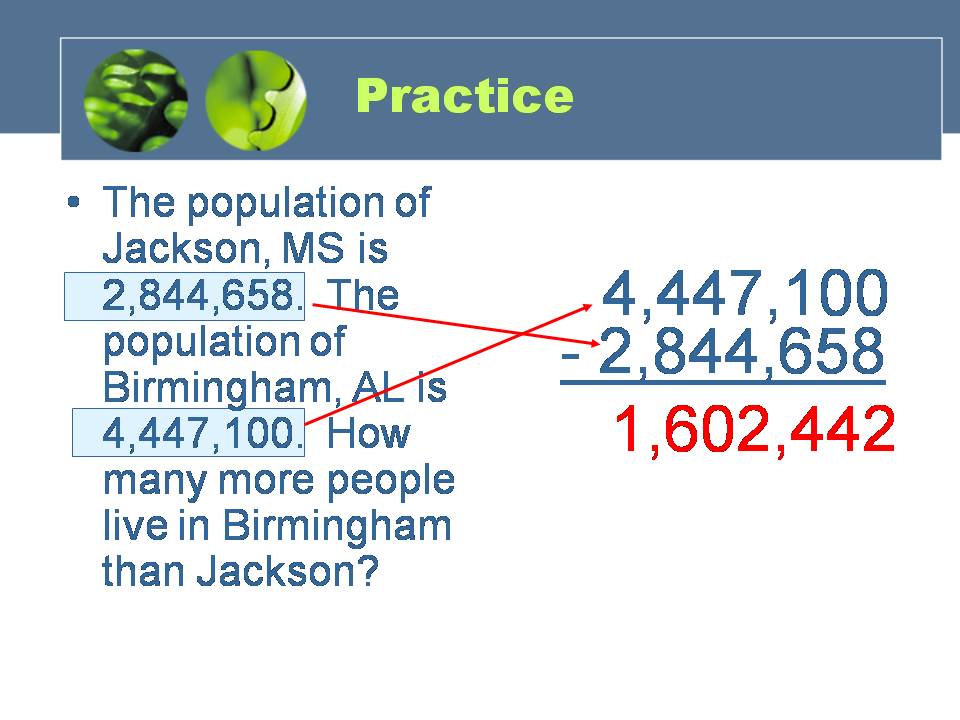 Practice
• The population of
Jackson, MS is
2,844,658. The
population of
Birmingham, AL is
4,447,100. How
many more people
live in Birmingham
than Jackson?
4,447,100
- 2,844,658
1,602,442